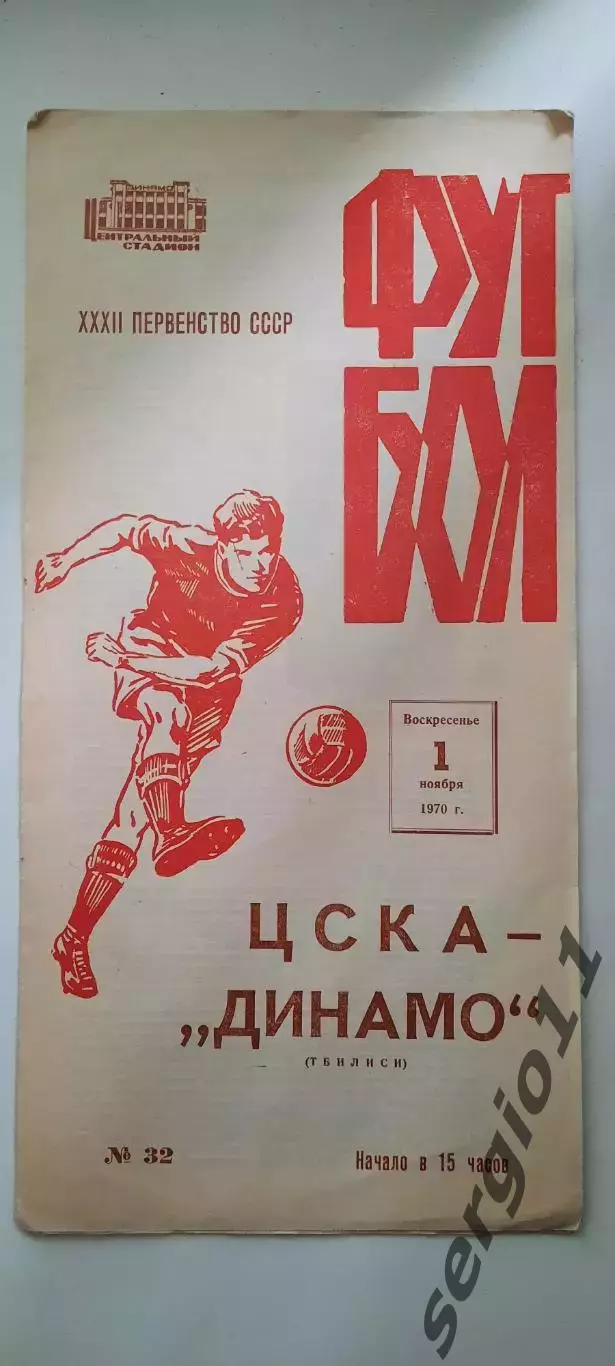 ДИНАМО
ЦЕНТРАЛЬНЫЙ
СТАДИОН
XXXII ПЕРВЕНСТВО СССР
ФУТ
БОЛ
Воскресенье
1
ноября
1970 г.
ЦСКА –
„ДИНАМО“
(ТБИЛИСИ)
№ 32
Начало в 15 часов
sergio11